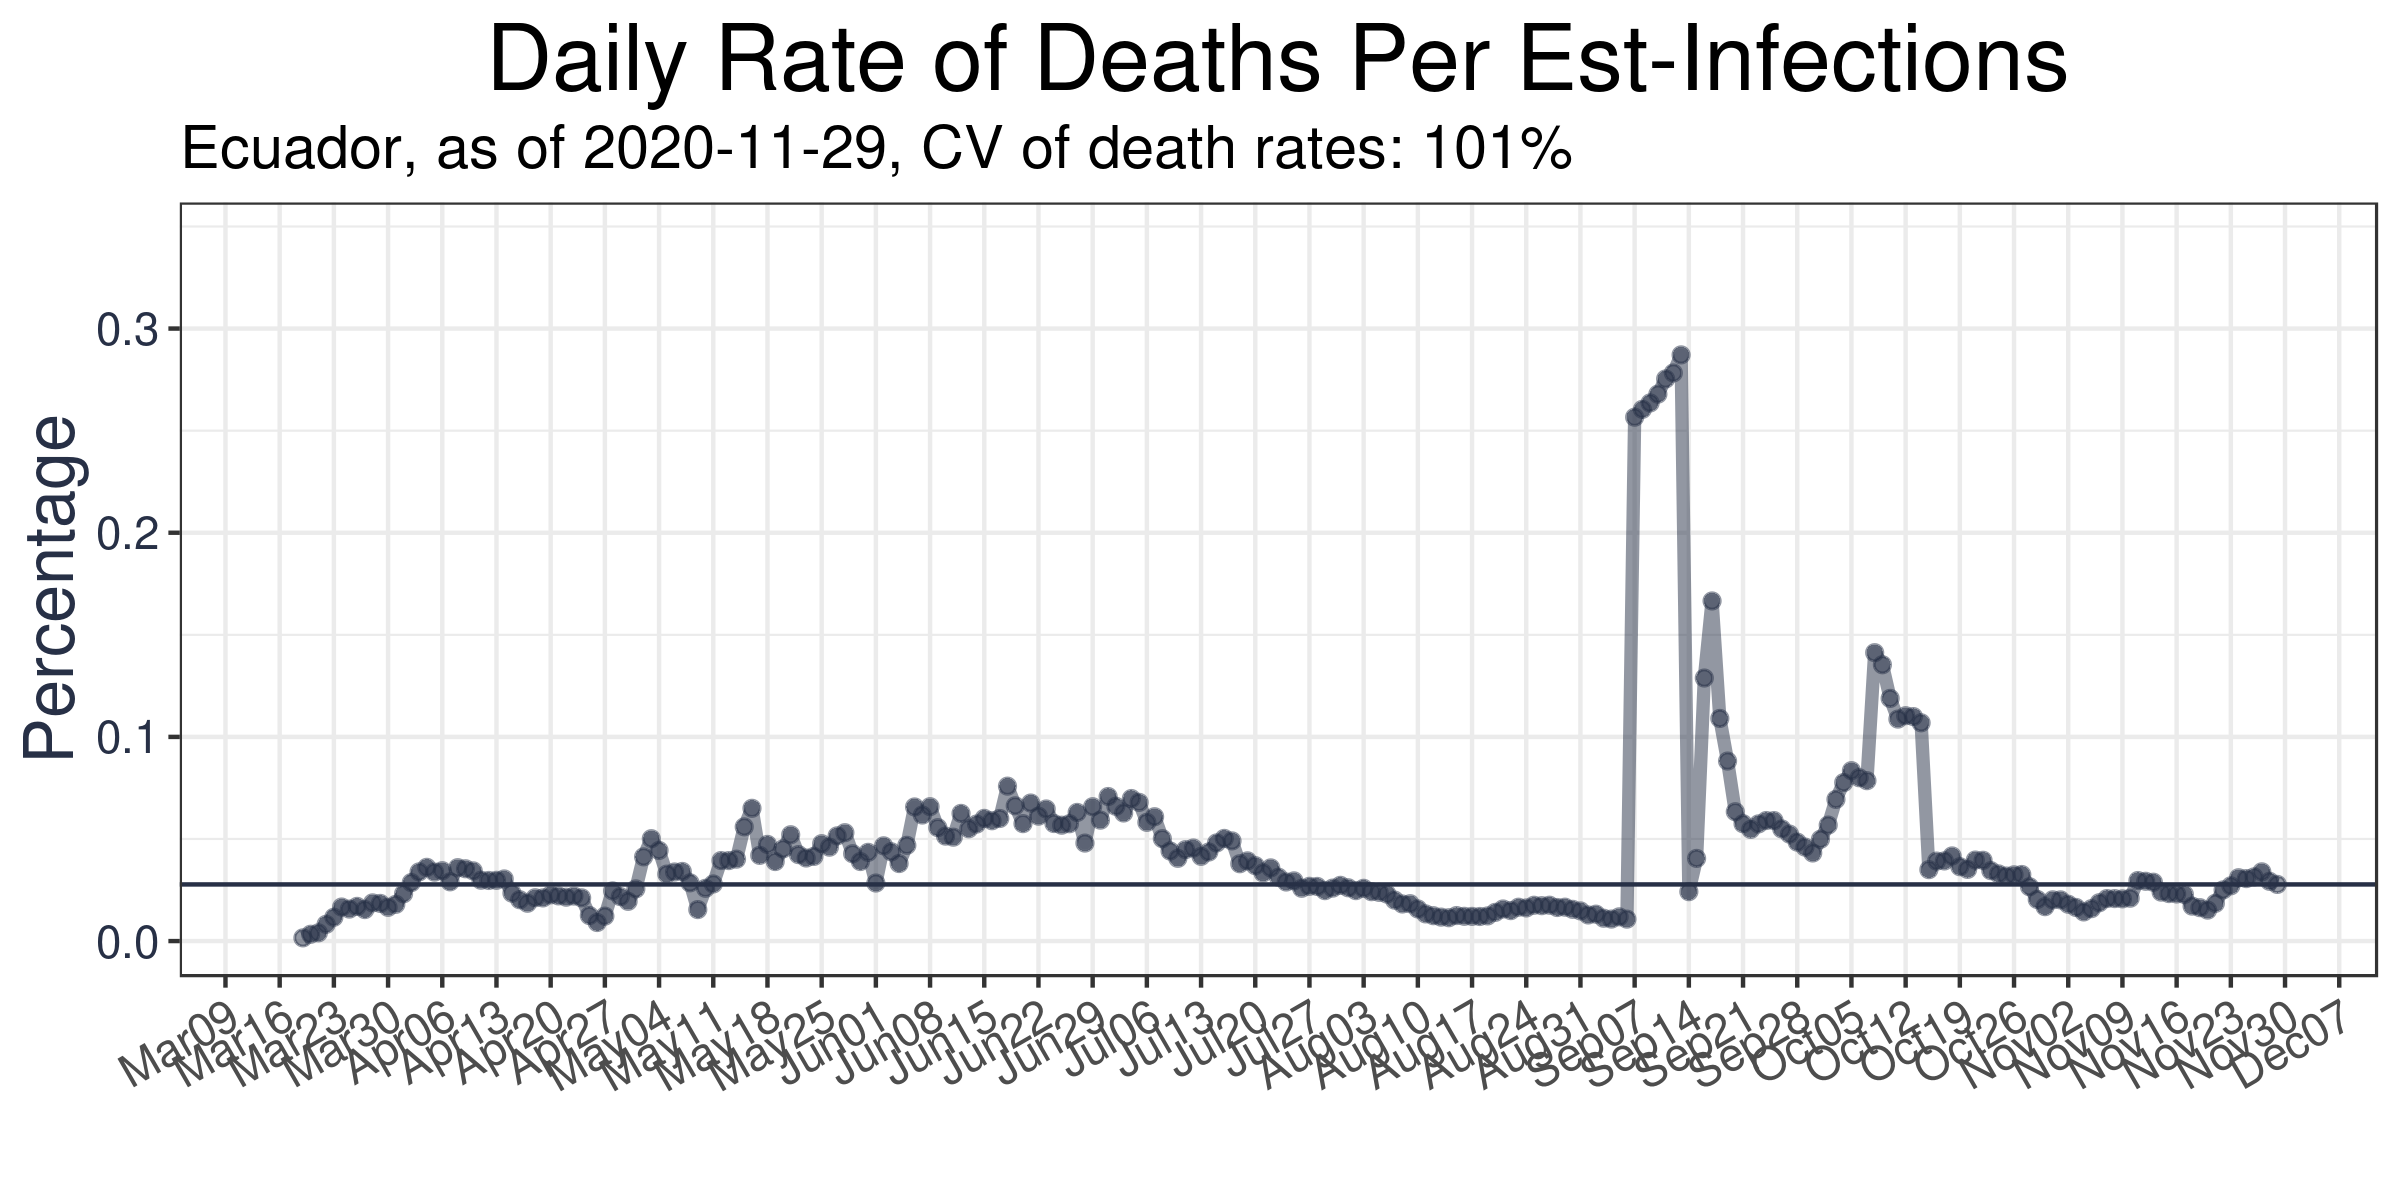 Daily Rate of Deaths Per Est-Infections
Ecuador, as of 2020-11-29, CV of death rates: 101%
Percentage
0.3
0.2
0.1
0.0
Mar09
Mar16
Mar23
Mar30
Apr06
Apr13
Apr20
Apr27
May04
May11
May18
May25
Jun01
Jun08
Jun15
Jun22
Jun29
Jul06
Jul13
Jul20
Jul27
Aug03
Aug10
Aug17
Aug24
Aug31
Sep07
Sep14
Sep21
Sep28
Oct05
Oct12
Oct19
Oct26
Nov02
Nov09
Nov16
Nov23
Nov30
Dec07